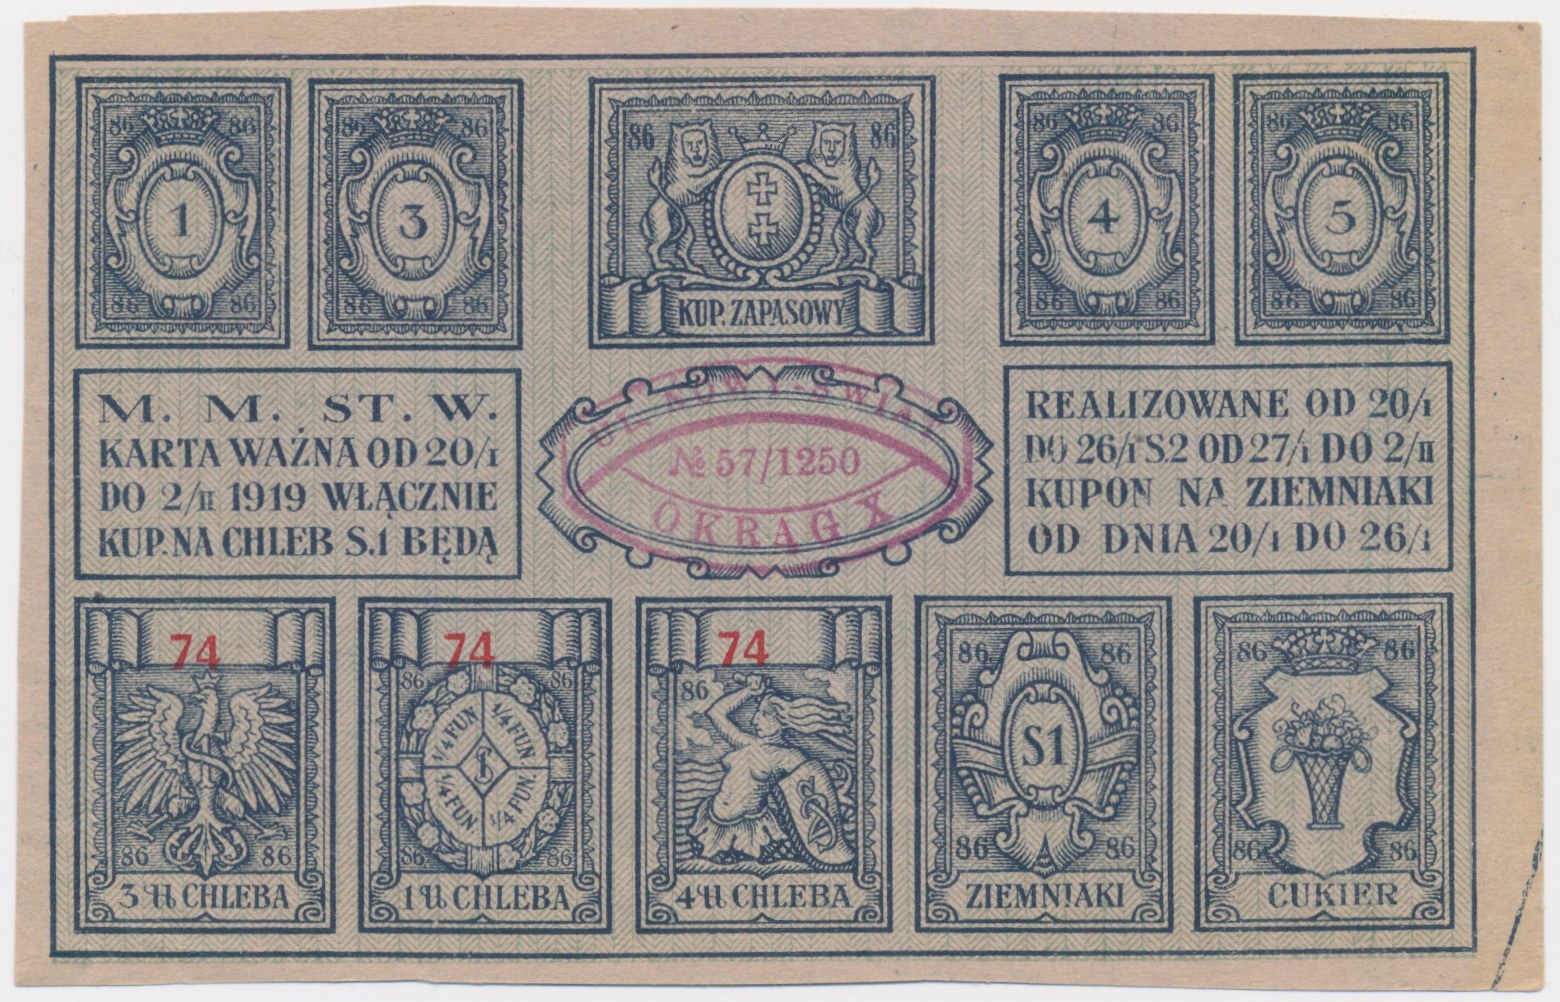 86 86
1
86 86
86 86
3
86 86
86 86
KUP. ZAPASOWY
86 86
4
86 86
86 86
5
86 86
M. M. ST. W.
KARTA WAŻNA OD 20/I
DO 2/II 1919 WŁĄCZNIE
KUP. NA CHLEB S.1 BĘDĄ
UL. NOWY ŚWIAT
№ 57/1250
OKRĄG X
REALIZOWANE OD 20/I
DO 26/I S.2 OD 27/I DO 2/II
KUPON NA ZIEMNIAKI
OD DNIA 20/I DO 26/I
74
86 86
3 ℔ CHLEBA
74
86 86
1/4 FUN 1/4 FUN
1/4 FUN 1/4 FUN
86 86
1 ℔ CHLEBA
74
86
4 ℔ CHLEBA
86 86
S1
86 86
ZIEMNIAKI
86 86
86 86
CUKIER